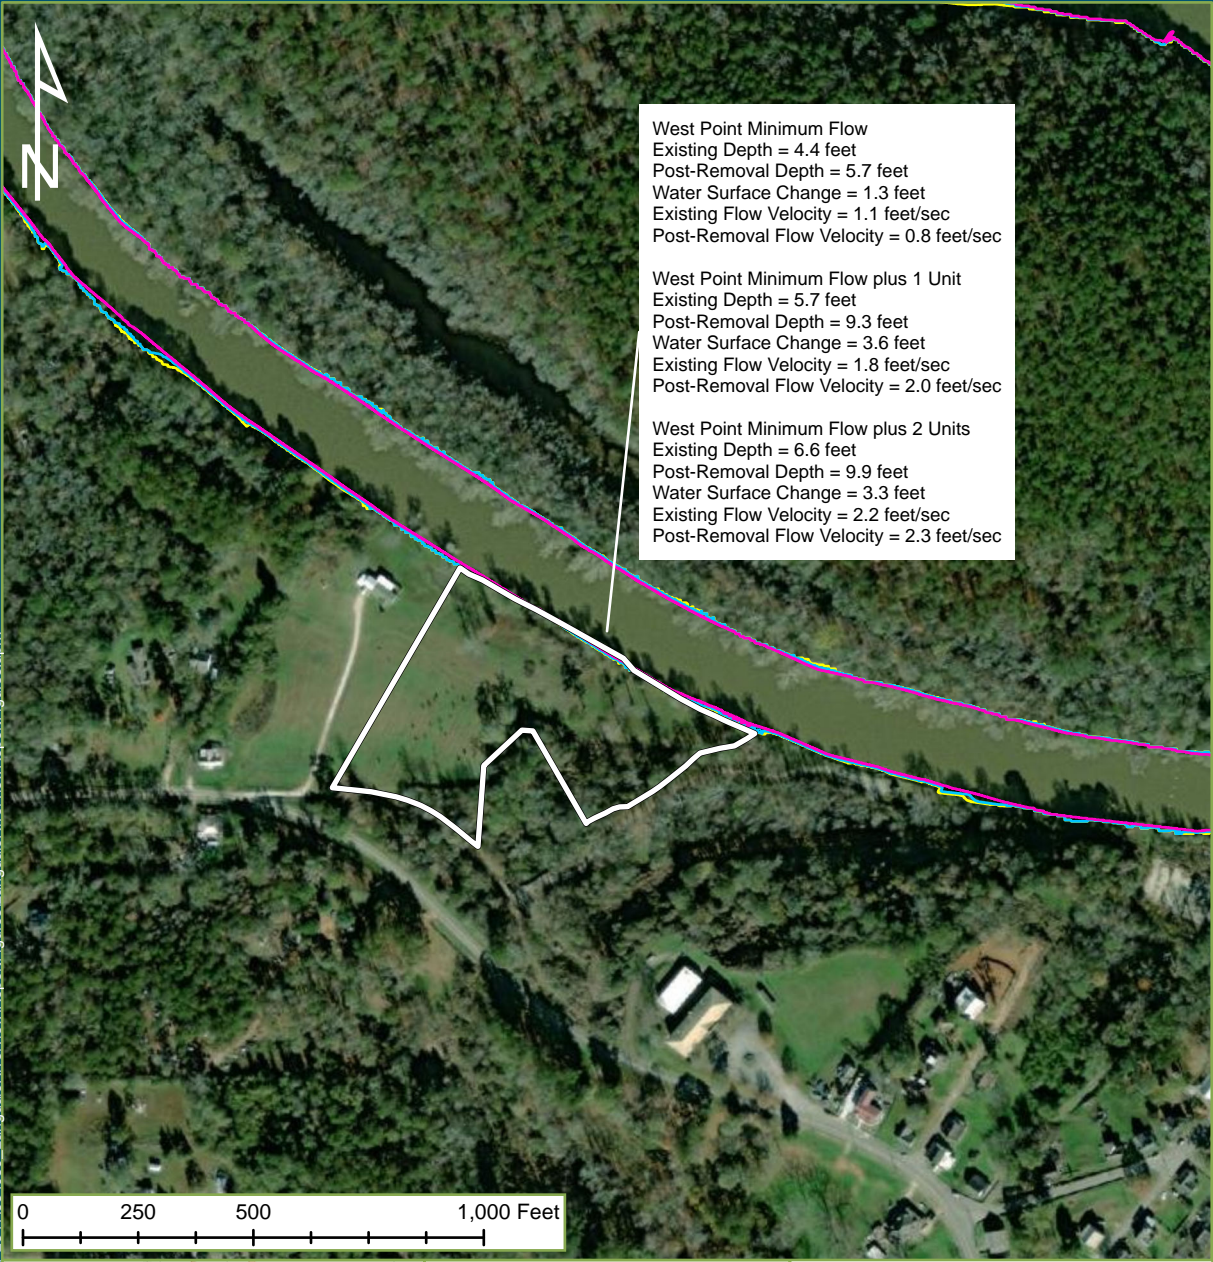 N
West Point Minimum Flow
Existing Depth = 4.4 feet
Post-Removal Depth = 5.7 feet
Water Surface Change = 1.3 feet
Existing Flow Velocity = 1.1 feet/sec
Post-Removal Flow Velocity = 0.8 feet/sec
West Point Minimum Flow plus 1 Unit
Existing Depth = 5.7 feet
Post-Removal Depth = 9.3 feet
Water Surface Change = 3.6 feet
Existing Flow Velocity = 1.8 feet/sec
Post-Removal Flow Velocity = 2.0 feet/sec
West Point Minimum Flow plus 2 Units
Existing Depth = 6.6 feet
Post-Removal Depth = 9.9 feet
Water Surface Change = 3.3 feet
Existing Flow Velocity = 2.2 feet/sec
Post-Removal Flow Velocity = 2.3 feet/sec
0 250 500 1,000 Feet